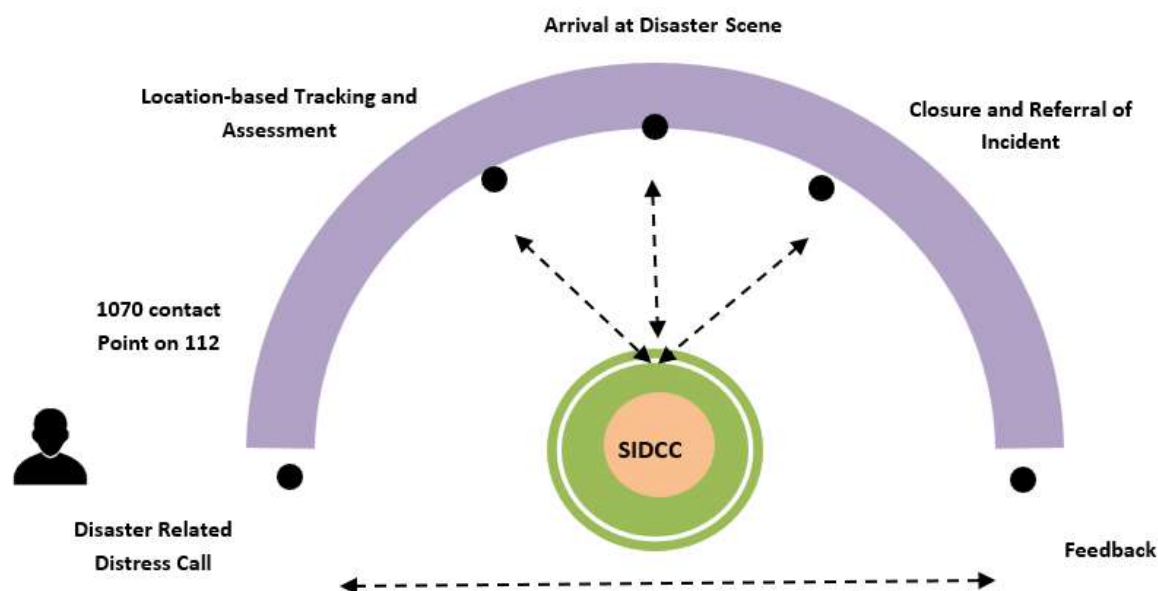 Arrival at Disaster Scene
Location-based Tracking and
Assessment
Closure and Referral of
Incident
1070 contact
Point on 112
SIDCC
Disaster Related
Distress Call
Feedback